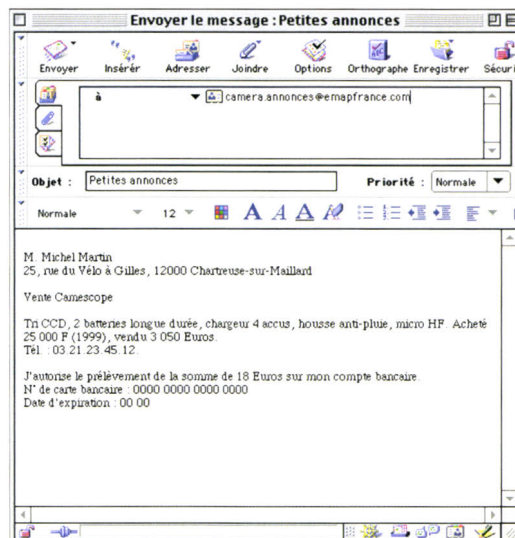 Envoyer le message : Petites annonces
Envoyer Insérer Adresser Joindre Options Orthographe Enregistrer Sécuri
à camera.annonces@emapfrance.com
Objet : Petites annonces Priorité : Normale
Normale 12 A A A
M. Michel Martin
25, rue du Vélo à Gilles, 12000 Chartreuse-sur-Maillard
Vente Camescope
Tri CCD, 2 batteries longue durée, chargeur 4 accus, housse anti-pluie, micro HF. Acheté
25 000 F (1999), vendu 3 050 Euros.
Tél. : 03.21.23.45.12.
J'autorise le prélèvement de la somme de 18 Euros sur mon compte bancaire.
N° de carte bancaire : 0000 0000 0000 0000
Date d'expiration : 00 00